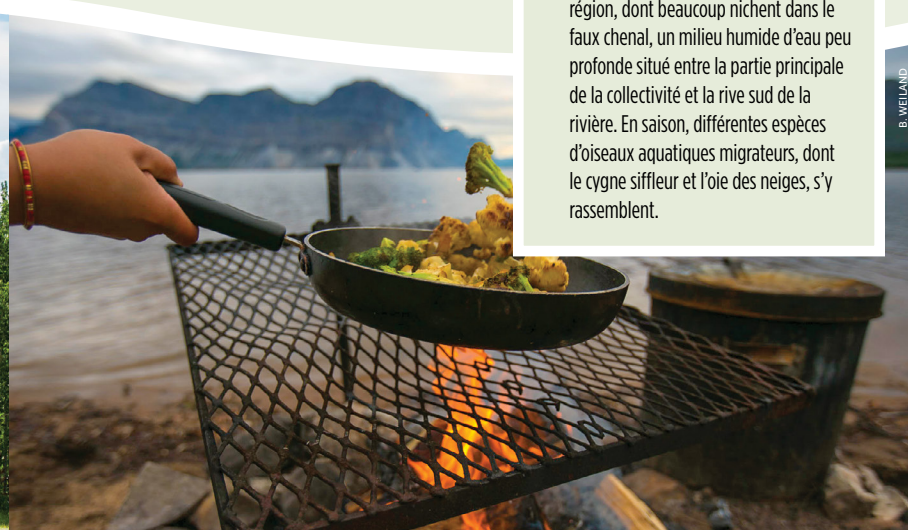 région, dont beaucoup nichent dans le
faux chenal, un milieu humide d’eau peu
profonde situé entre la partie principale
de la collectivité et la rive sud de la
rivière. En saison, différentes espèces
d’oiseaux aquatiques migrateurs, dont
le cygne siffleur et l’oie des neiges, s’y
rassemblent.
B. WEILAND